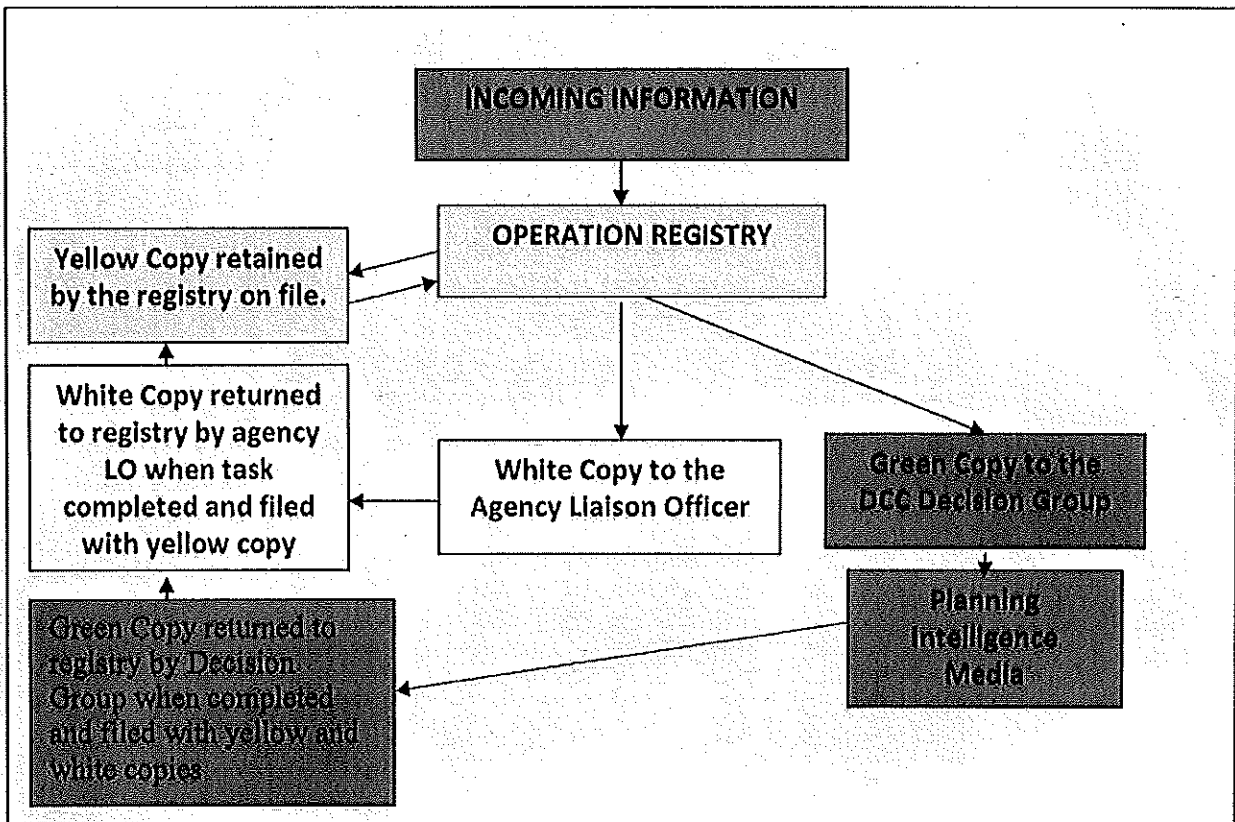 INCOMING INFORMATION
OPERATION REGISTRY
Yellow Copy retained
by the registry on file.
White Copy returned
to registry by agency
LO when task
completed and filed
with yellow copy
White Copy to the
Agency Liaison Officer
Green Copy to the
DCC Decision Group
Planning
Intelligence
Media
Green Copy returned to
registry by Decision
Group when completed
and filed with yellow and
white copies